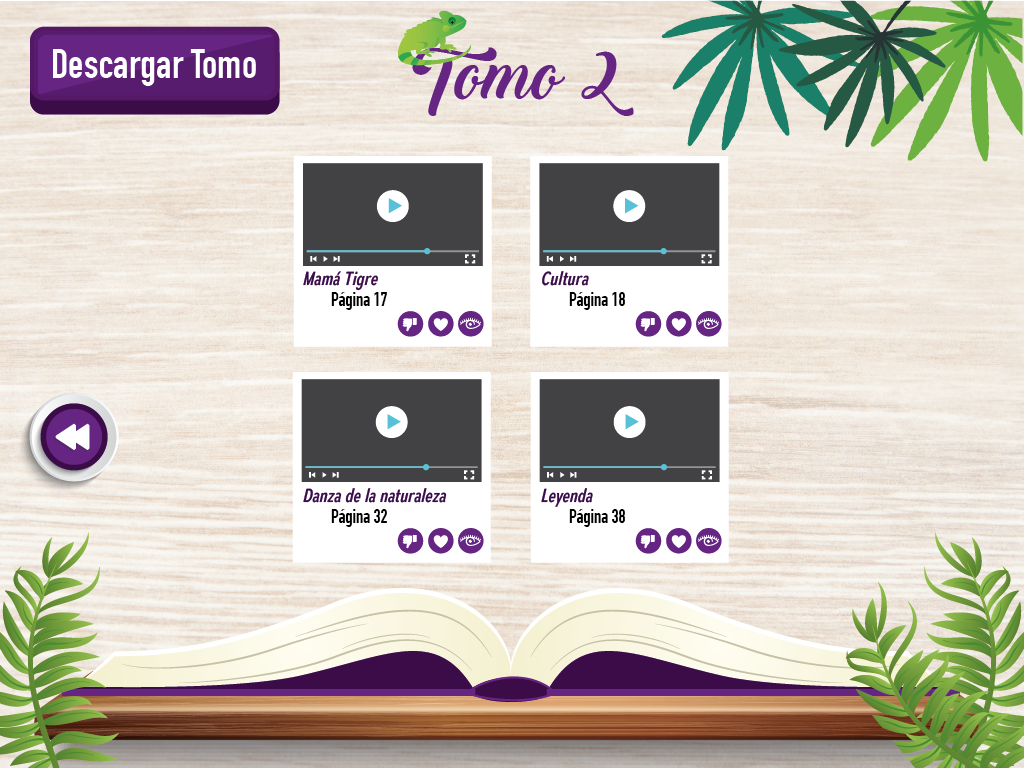 Descargar Tomo
Tomo 2
Mamá Tigre
Página 17
Cultura
Página 18
Danza de la naturaleza
Página 32
Leyenda
Página 38